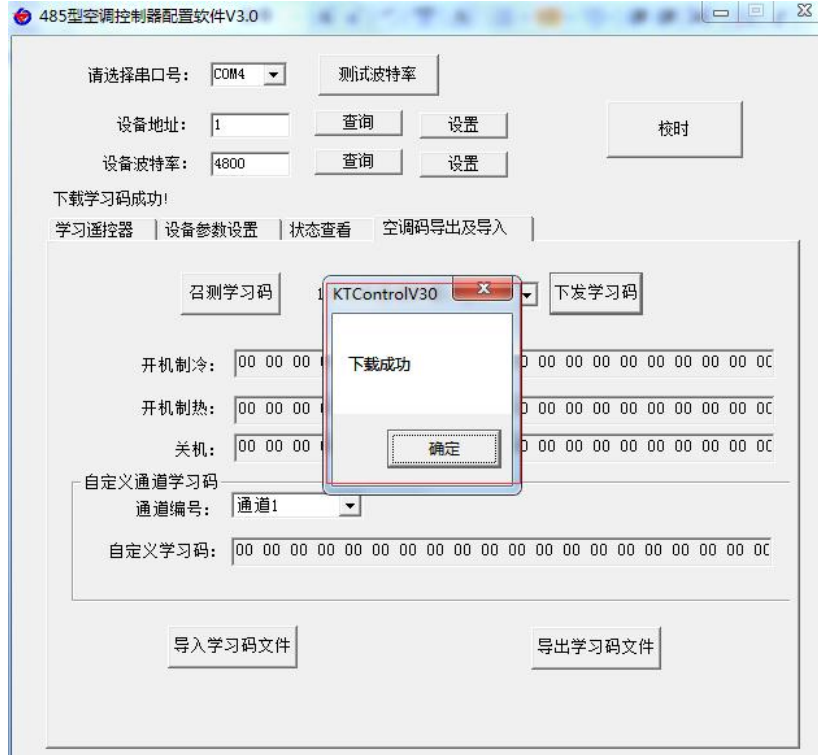 485型空调控制器配置软件V3.0
请选择串口号： COM4 测试波特率
设备地址： 1 查询 设置 校时
设备波特率： 4800 查询 设置
下载学习码成功!
学习遥控器 设备参数设置 状态查看 空调码导出及导入
召测学习码 1 下发学习码
KTControlV30
下载成功
确定
开机制冷： 00 00 00 00 00 00 00 00 00 00 00 00
开机制热： 00 00 00 00 00 00 00 00 00 00 00 00
关机： 00 00 00 00 00 00 00 00 00 00 00 00
自定义通道学习码
通道编号： 通道1
自定义学习码： 00 00 00 00 00 00 00 00 00 00 00 00 00 00 00 00 00 00 00 00
导入学习码文件 导出学习码文件